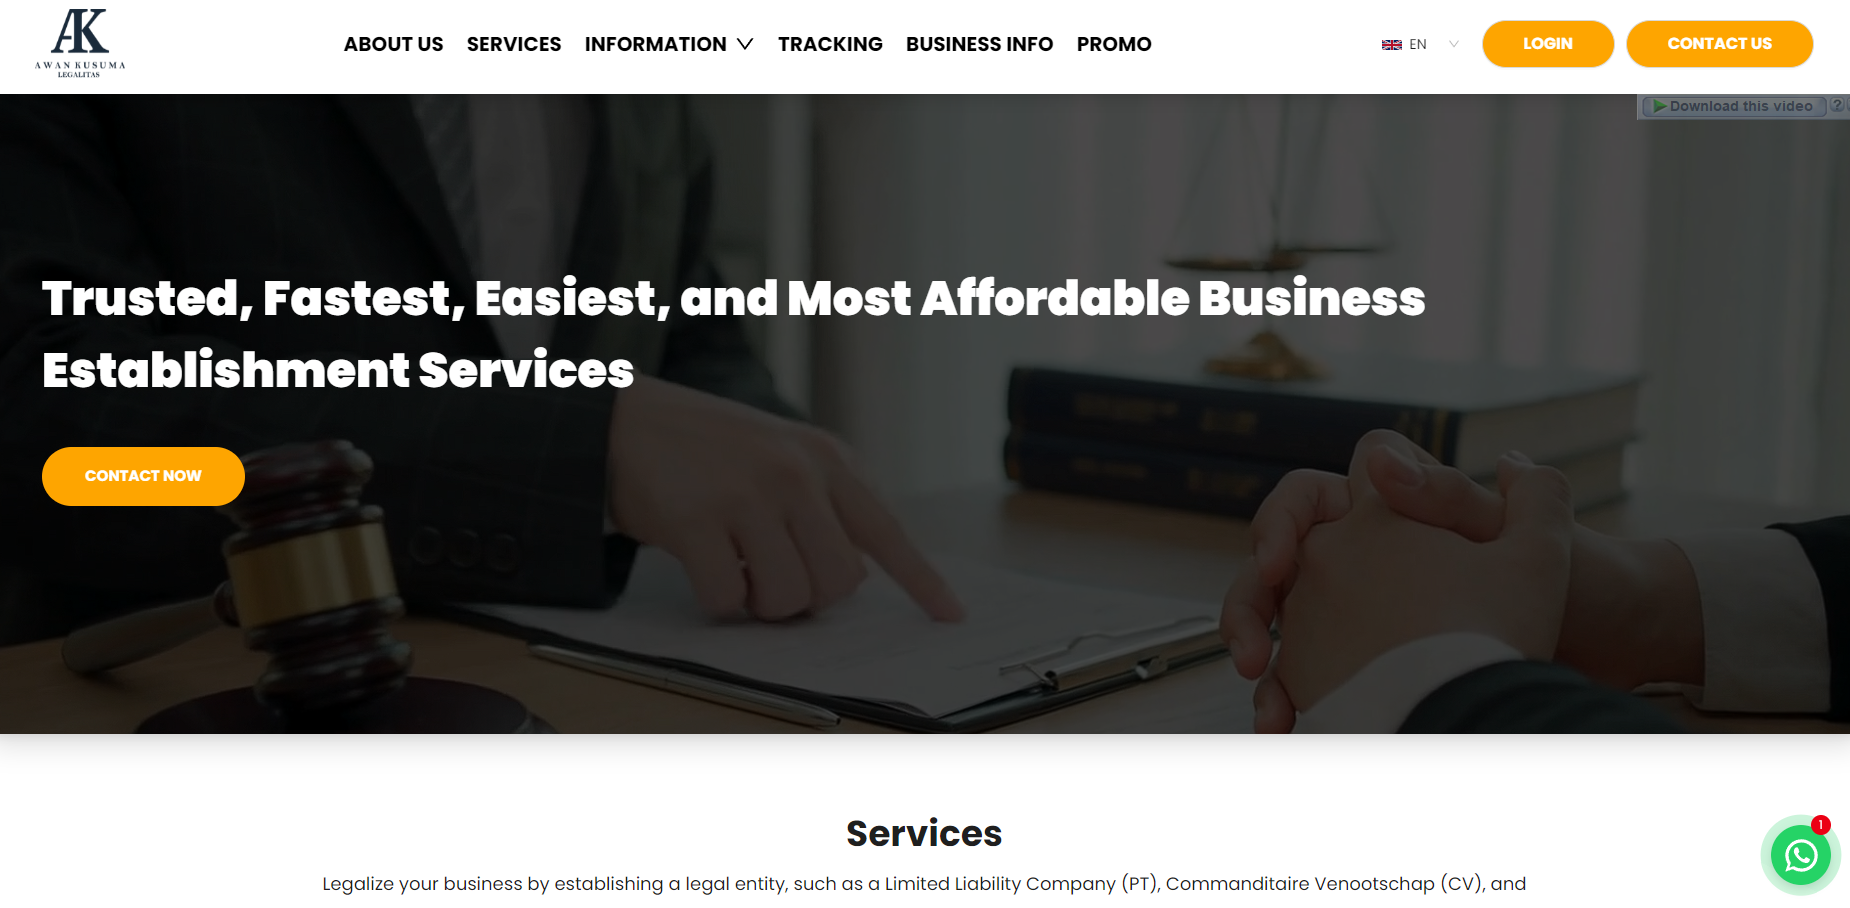 AK
AWAN KUSUMA
LEGALITAS
ABOUT US SERVICES INFORMATION TRACKING BUSINESS INFO PROMO
EN
LOGIN
CONTACT US
Download this video ?
Trusted, Fastest, Easiest, and Most Affordable Business
Establishment Services
CONTACT NOW
Services
1
Legalize your business by establishing a legal entity, such as a Limited Liability Company (PT), Commanditaire Venootschap (CV), and